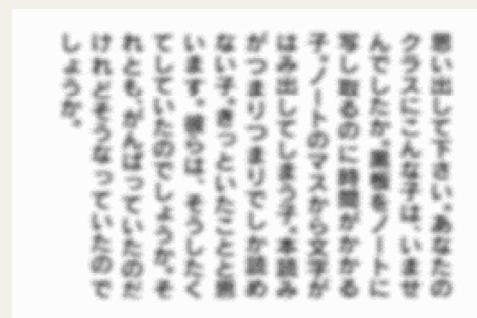 思い出して下さい。あなたの
クラスにこんな子は、いませ
んでしたか。黒板をノートに
写し取るのに時間がかかる
子。ノートのマスから文字が
はみ出してしまう子。本読み
がつまりつまりでしか読め
ない子。きっといたことと思
います。彼らは、そうしたく
てしていたのでしょうか。そ
れとも、がんばっていたのだ
けれどそうなっていたので
しょうか。